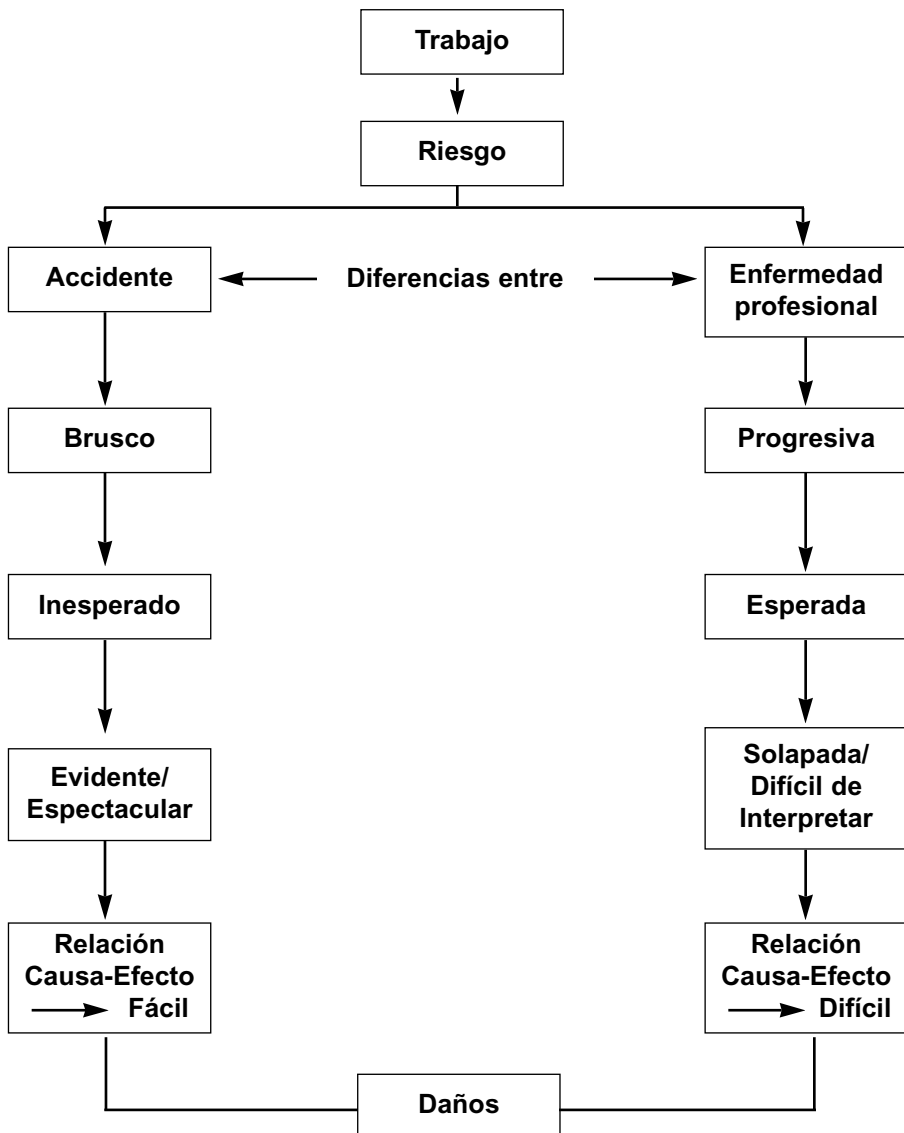 Trabajo
Riesgo
Accidente
Diferencias entre
Enfermedad
profesional
Brusco
Progresiva
Inesperado
Esperada
Evidente/
Espectacular
Solapada/
Difícil de
Interpretar
Relación
Causa-Efecto
Fácil
Relación
Causa-Efecto
Difícil
Daños